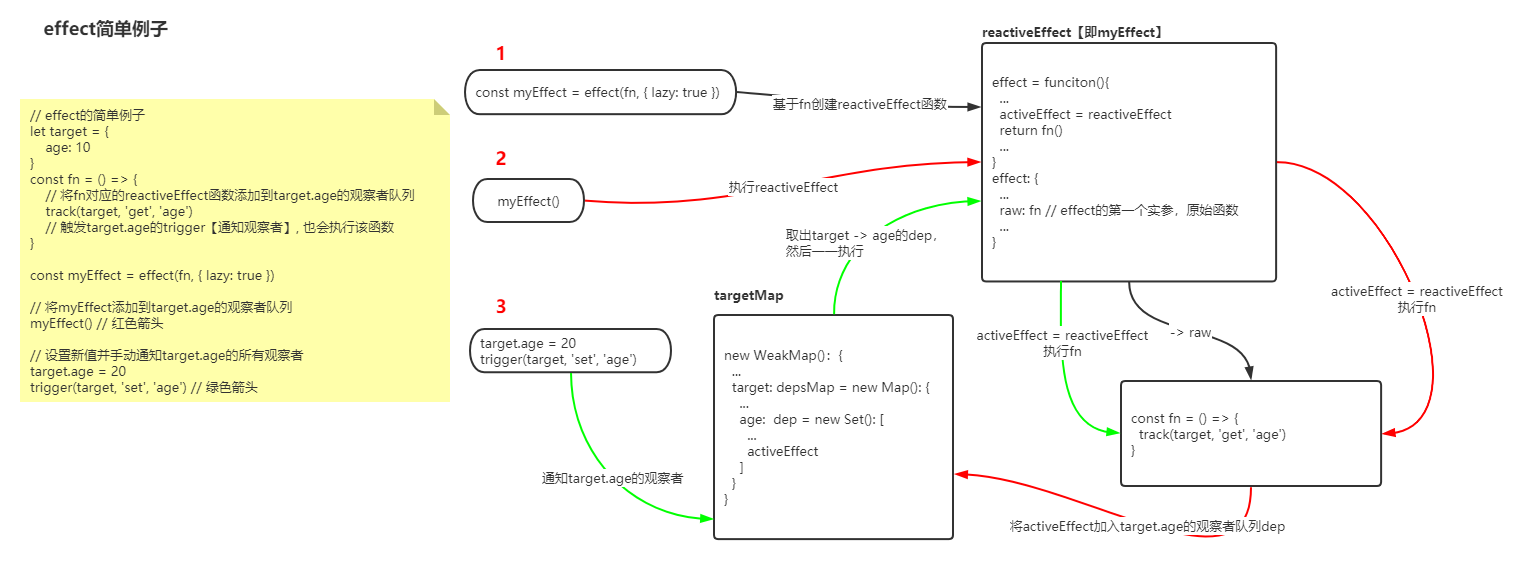 effect简单例子
// effect的简单例子
let target = {
age: 10
}
const fn = () => {
// 将fn对应的reactiveEffect函数添加到target.age的观察者队列
track(target, 'get', 'age')
// 触发target.age的trigger【通知观察者】, 也会执行该函数
}
const myEffect = effect(fn, { lazy: true })
// 将myEffect添加到target.age的观察者队列
myEffect() // 红色箭头
// 设置新值并手动通知target.age的所有观察者
target.age = 20
trigger(target, 'set', 'age') // 绿色箭头
1
const myEffect = effect(fn, { lazy: true })
基于fn创建reactiveEffect函数
2
myEffect()
执行reactiveEffect
3
target.age = 20
trigger(target, 'set', 'age')
通知target.age的观察者
targetMap
new WeakMap()： {
...
target: depsMap = new Map(): {
...
age:  dep = new Set(): [
...
activeEffect
]
}
}
取出target -> age的dep，
然后一一执行
reactiveEffect【即myEffect】
effect = funciton(){
...
activeEffect = reactiveEffect
return fn()
...
}
effect: {
...
raw: fn // effect的第一个实参，原始函数
...
}
activeEffect = reactiveEffect
执行fn
-> raw
activeEffect = reactiveEffect
执行fn
const fn = () => {
track(target, 'get', 'age')
}
将activeEffect加入target.age的观察者队列dep